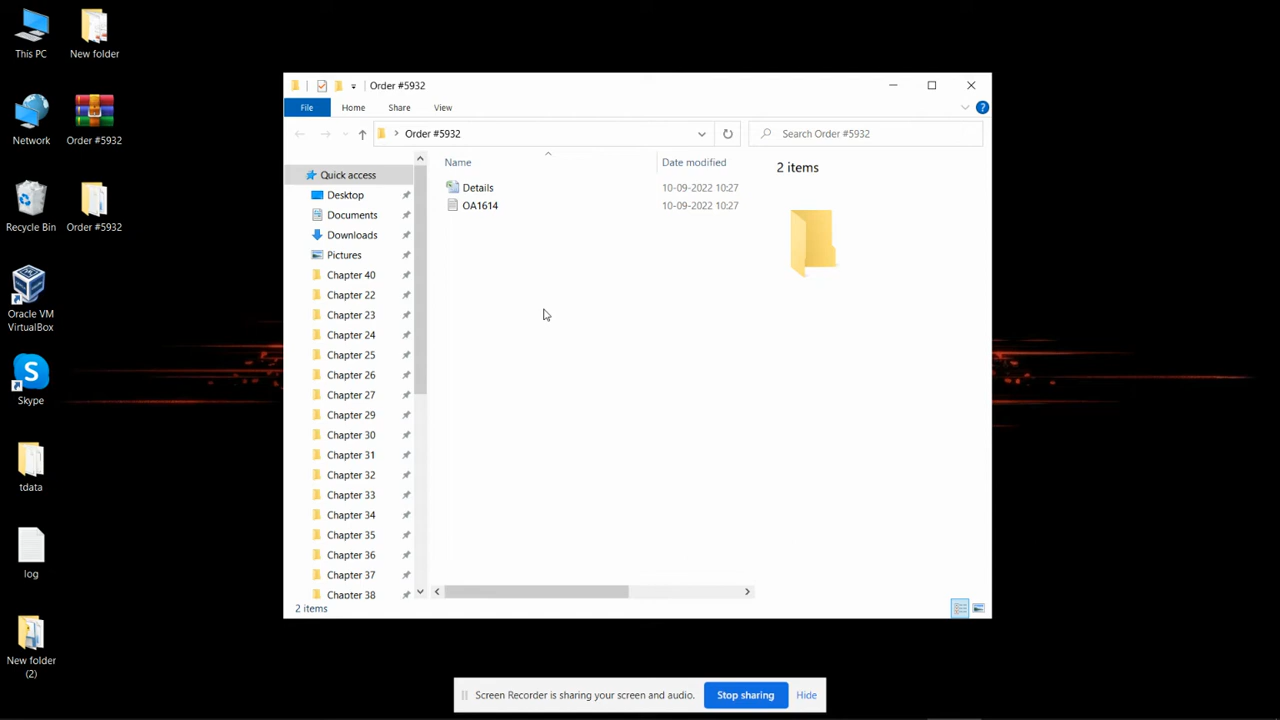 This PC
New folder
Network
Order #5932
Recycle Bin
Order #5932
Oracle VM
VirtualBox
S
Skype
tdata
log
New folder
(2)
Order #5932
File Home Share View
Order #5932
Search Order #5932
Quick access
Desktop
Documents
Downloads
Pictures
Chapter 40
Chapter 22
Chapter 23
Chapter 24
Chapter 25
Chapter 26
Chapter 27
Chapter 29
Chapter 30
Chapter 31
Chapter 32
Chapter 33
Chapter 34
Chapter 35
Chapter 36
Chapter 37
Chapter 38
Name Date modified
Details 10-09-2022 10:27
OA1614 10-09-2022 10:27
2 items
2 items
Screen Recorder is sharing your screen and audio. Stop sharing Hide